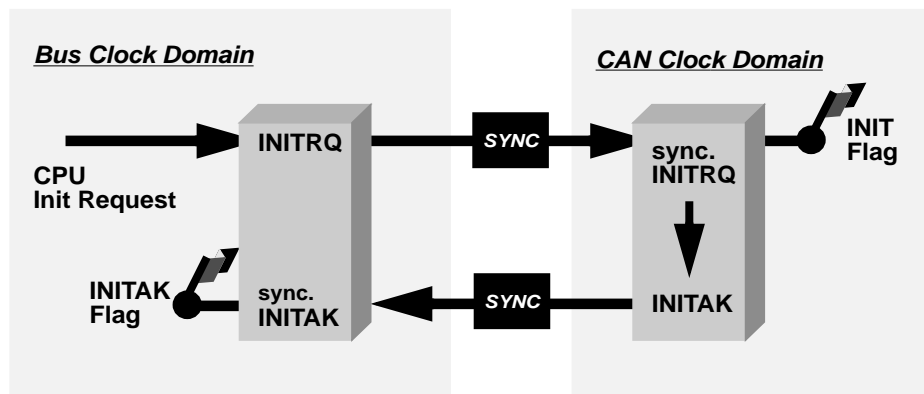 Bus Clock Domain
CAN Clock Domain
CPU
Init Request
INITRQ
SYNC
sync.
INITRQ
INIT
Flag
INITAK
Flag
sync.
INITAK
SYNC
INITAK